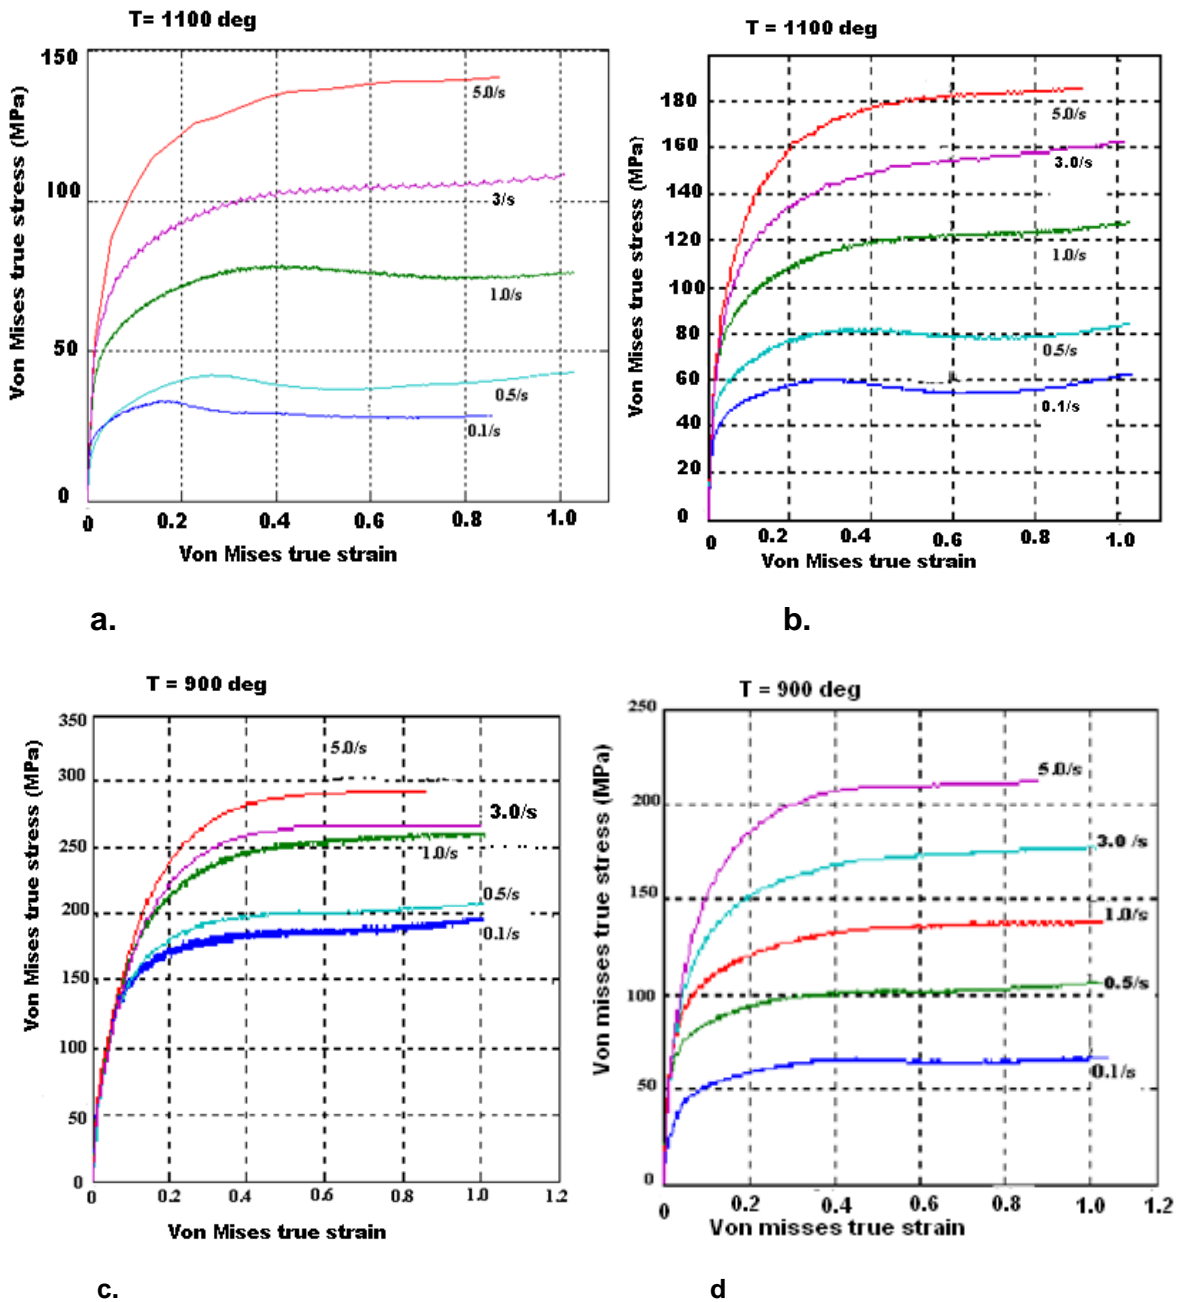 T= 1100 deg
Von Mises true stress (MPa)
150
100
50
0
5.0/s
3/s
1.0/s
0.5/s
0.1/s
0 0.2 0.4 0.6 0.8 1.0
Von Mises true strain
a.
T = 1100 deg
Von Mises true stress (MPa)
180
160
140
120
100
80
60
40
20
0
5.0/s
3.0/s
1.0/s
0.5/s
0.1/s
0 0.2 0.4 0.6 0.8 1.0
Von Mises true strain
b.
T = 900 deg
Von Mises true stress (MPa)
350
300
250
200
150
100
50
0
5.0/s
3.0/s
1.0/s
0.5/s
0.1/s
0 0.2 0.4 0.6 0.8 1.0 1.2
Von Mises true strain
c.
T = 900 deg
Von misses true stress (MPa)
250
200
150
100
50
0
5.0/s
3.0 /s
1.0/s
0.5/s
0.1/s
0 0.2 0.4 0.6 0.8 1.0 1.2
Von misses true strain
d